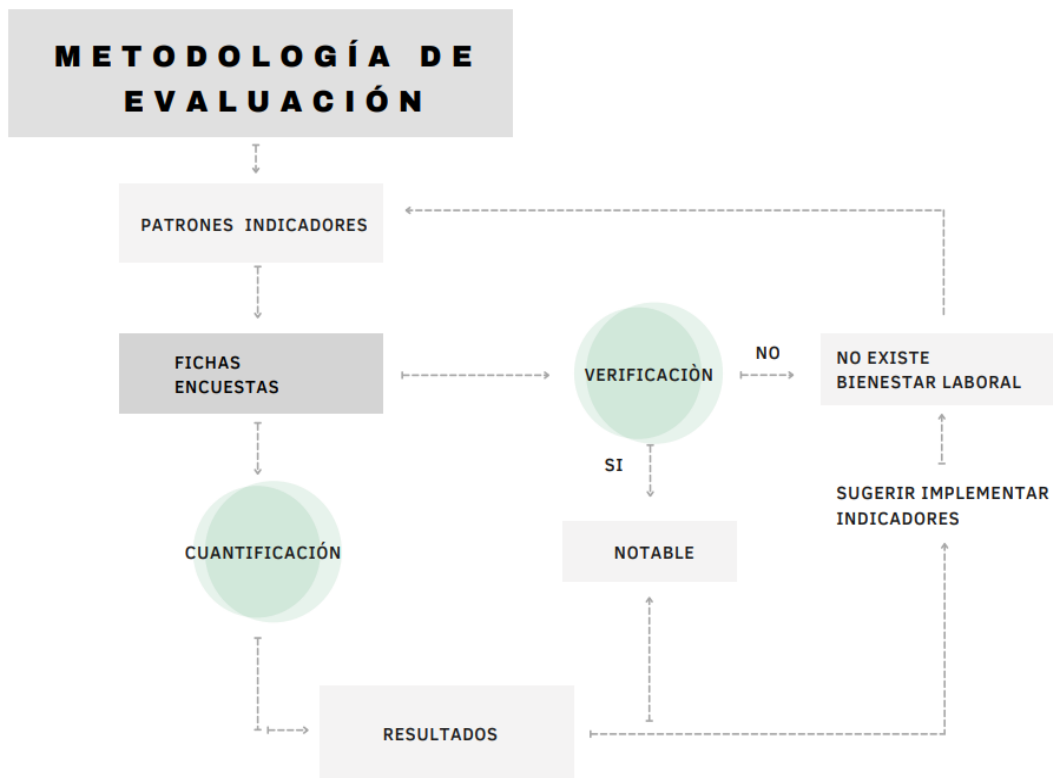 METODOLOGÍA DE
EVALUACIÓN
PATRONES INDICADORES
FICHAS
ENCUESTAS
VERIFICACIÒN
NO
NO EXISTE
BIENESTAR LABORAL
SI
SUGERIR IMPLEMENTAR
INDICADORES
CUANTIFICACIÓN
NOTABLE
RESULTADOS